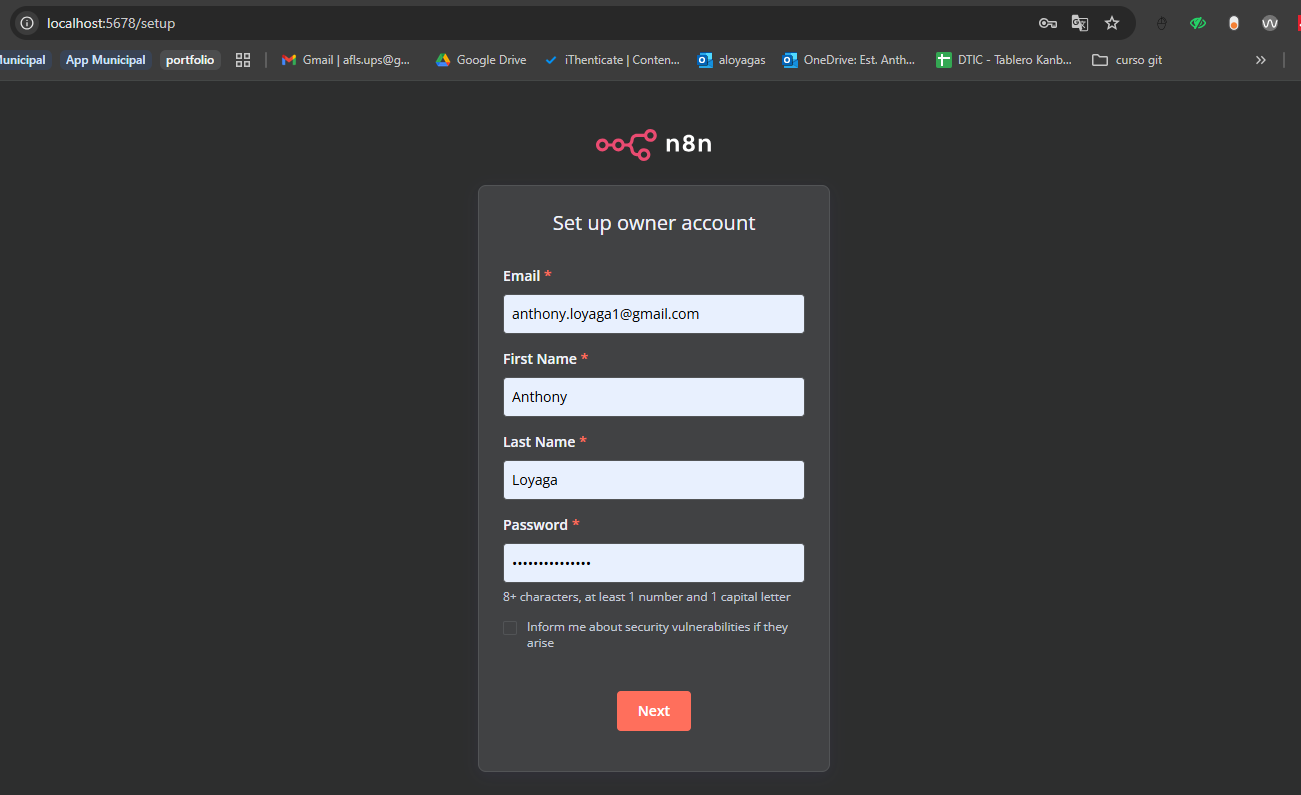 localhost:5678/setup
Municipal App Municipal portfolio Gmail | afls.ups@g... Google Drive iThenticate | Conten... aloyagas OneDrive: Est. Anth... DTIC - Tablero Kanb... curso git »
n8n
Set up owner account
Email *
anthony.loyaga1@gmail.com
First Name *
Anthony
Last Name *
Loyaga
Password *
•••••••••••••••
8+ characters, at least 1 number and 1 capital letter
Inform me about security vulnerabilities if they
arise
Next